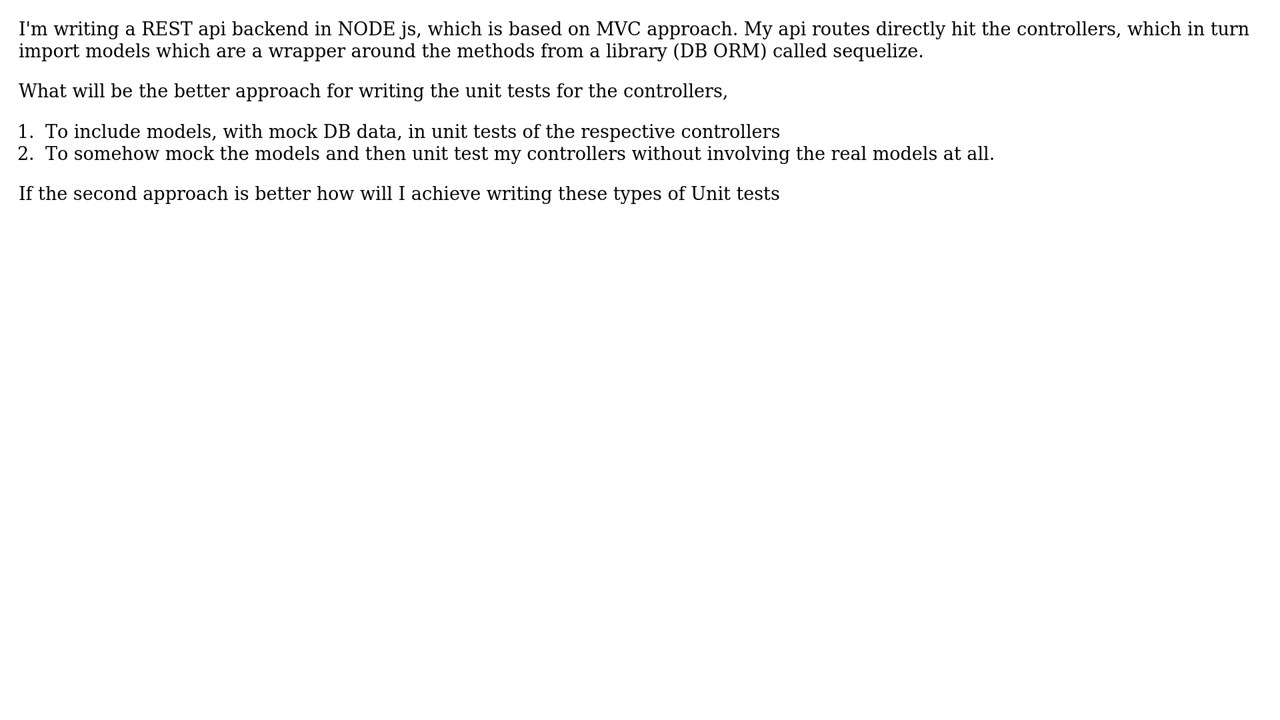 I'm writing a REST api backend in NODE js, which is based on MVC approach. My api routes directly hit the controllers, which in turn
import models which are a wrapper around the methods from a library (DB ORM) called sequelize.
What will be the better approach for writing the unit tests for the controllers,
1. To include models, with mock DB data, in unit tests of the respective controllers
2. To somehow mock the models and then unit test my controllers without involving the real models at all.
If the second approach is better how will I achieve writing these types of Unit tests